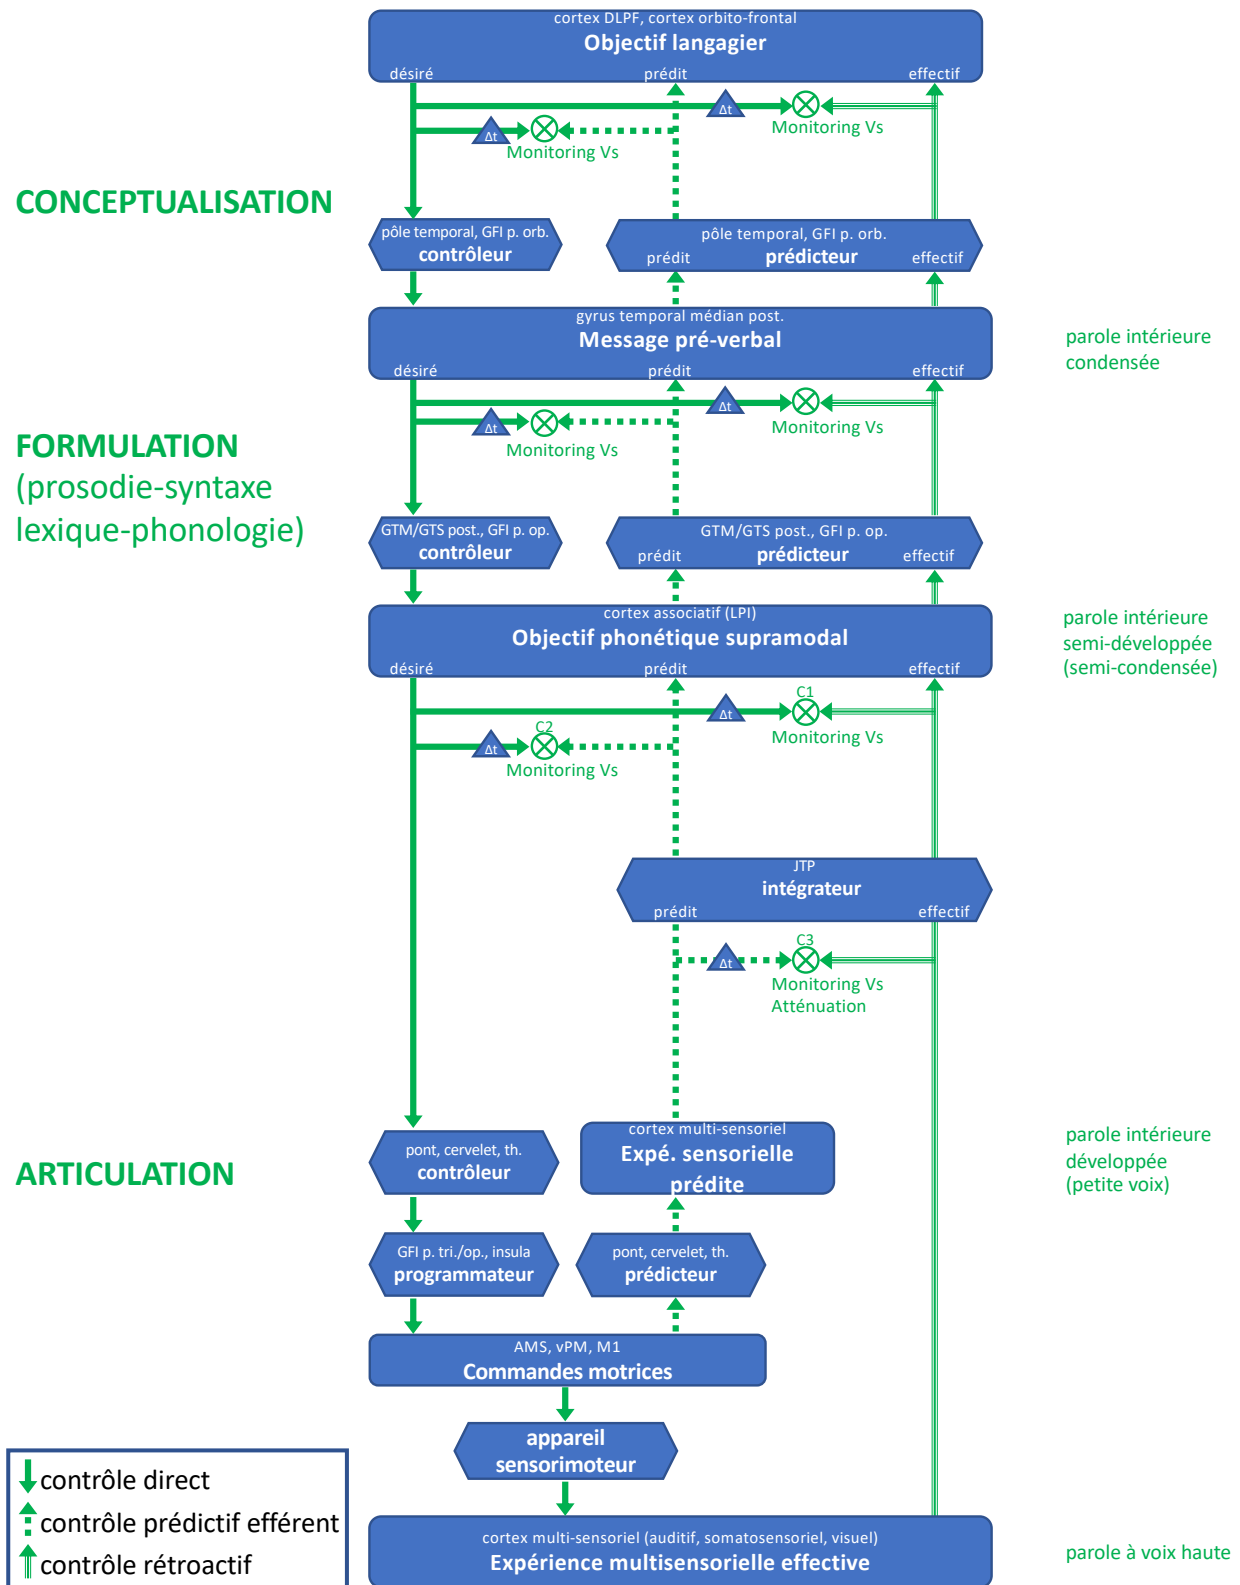 cortex DLPF, cortex orbito-frontal
Objectif langagier
désiré prédit effectif
Δt
Monitoring Vs
Δt
Monitoring Vs
CONCEPTUALISATION
pôle temporal, GFI p. orb.
contrôleur
pôle temporal, GFI p. orb.
prédit prédicteur effectif
gyrus temporal médian post.
Message pré-verbal
désiré prédit effectif
parole intérieure
condensée
Δt
Monitoring Vs
Δt
Monitoring Vs
FORMULATION
(prosodie-syntaxe
lexique-phonologie)
GTM/GTS post., GFI p. op.
contrôleur
GTM/GTS post., GFI p. op.
prédit prédicteur effectif
cortex associatif (LPI)
Objectif phonétique supramodal
désiré prédit effectif
parole intérieure
semi-développée
(semi-condensée)
C1
Δt
Monitoring Vs
C2
Δt
Monitoring Vs
JTP
intégrateur
prédit effectif
C3
Δt
Monitoring Vs
Atténuation
ARTICULATION
pont, cervelet, th.
contrôleur
cortex multi-sensoriel
Expé. sensorielle
prédite
parole intérieure
développée
(petite voix)
GFI p. tri./op., insula
programmateur
pont, cervelet, th.
prédicteur
AMS, vPM, M1
Commandes motrices
appareil
sensorimoteur
cortex multi-sensoriel (auditif, somatosensoriel, visuel)
Expérience multisensorielle effective
parole à voix haute
contrôle direct
contrôle prédictif efférent
contrôle rétroactif